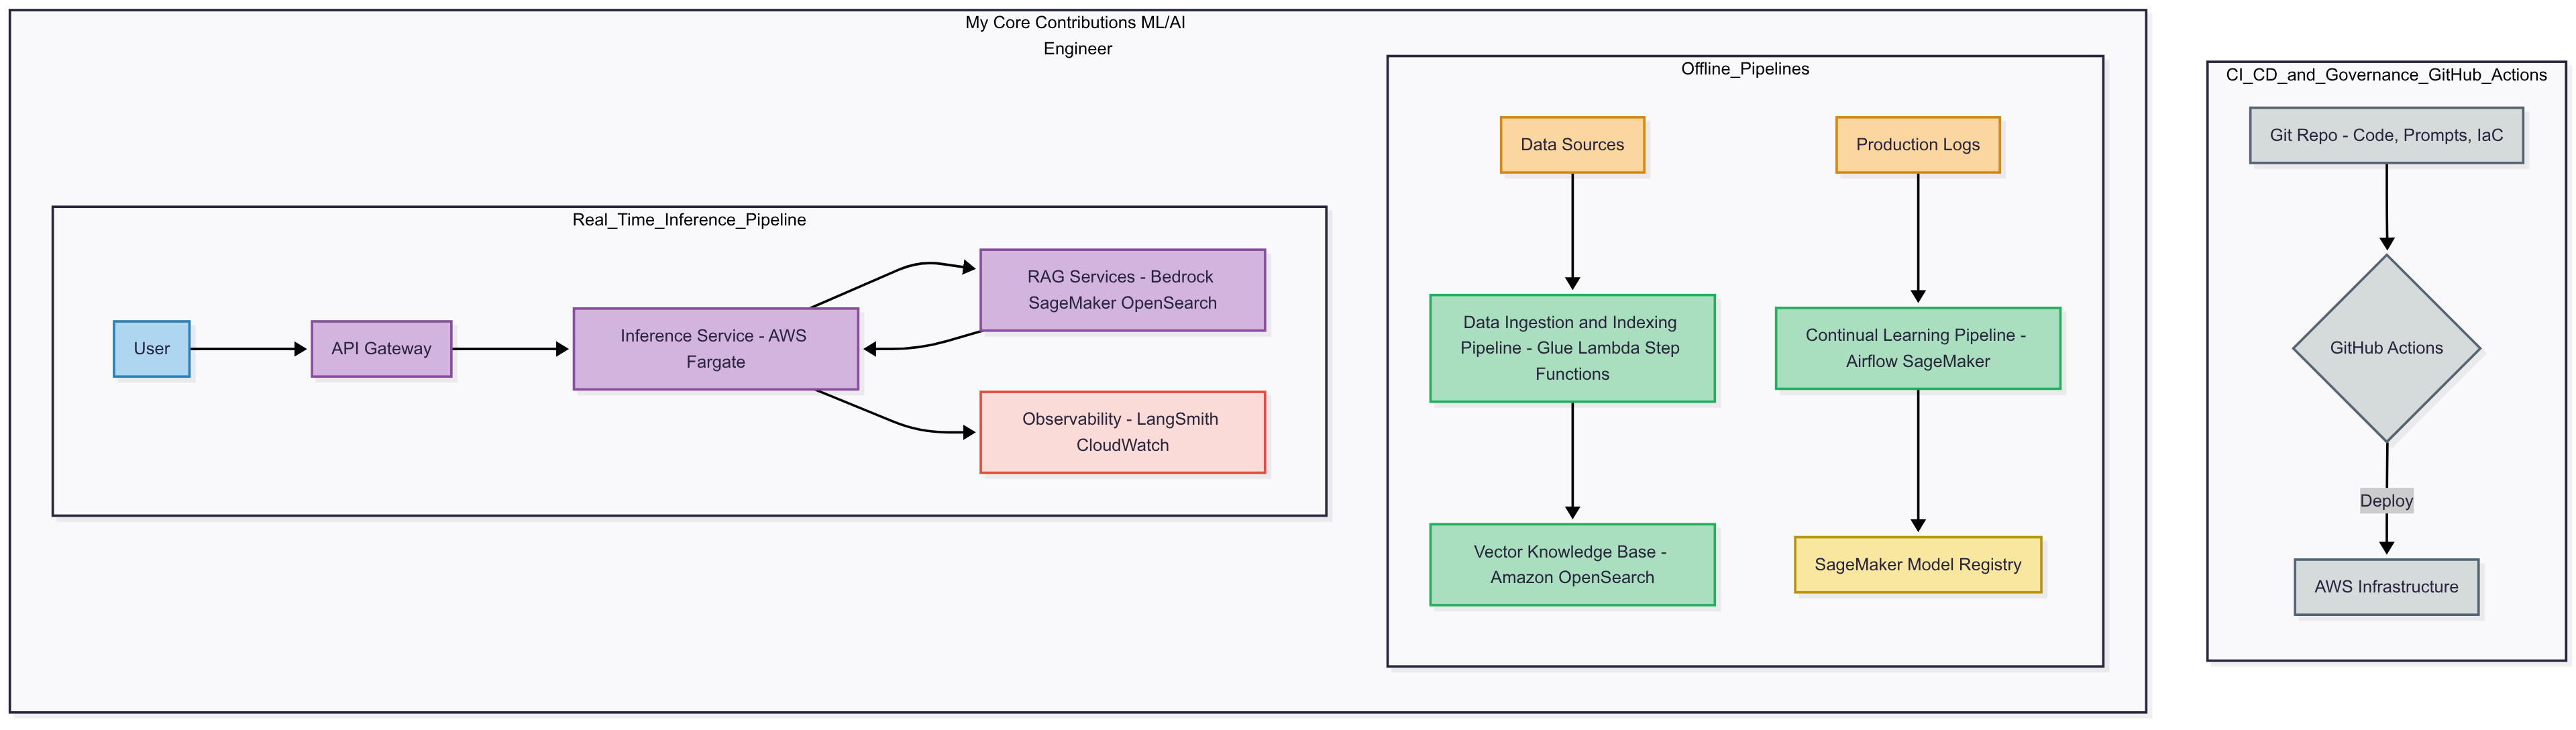 My Core Contributions ML/AI
Engineer
Real_Time_Inference_Pipeline
User
API Gateway
Inference Service - AWS
Fargate
RAG Services - Bedrock
SageMaker OpenSearch
Observability - LangSmith
CloudWatch
Offline_Pipelines
Data Sources
Data Ingestion and Indexing
Pipeline - Glue Lambda Step
Functions
Vector Knowledge Base -
Amazon OpenSearch
Production Logs
Continual Learning Pipeline -
Airflow SageMaker
SageMaker Model Registry
CI_CD_and_Governance_GitHub_Actions
Git Repo - Code, Prompts, IaC
GitHub Actions
Deploy
AWS Infrastructure